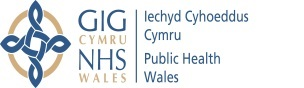 GIG
CYMRU
NHS
WALES
Iechyd Cyhoeddus
Cymru
Public Health
Wales